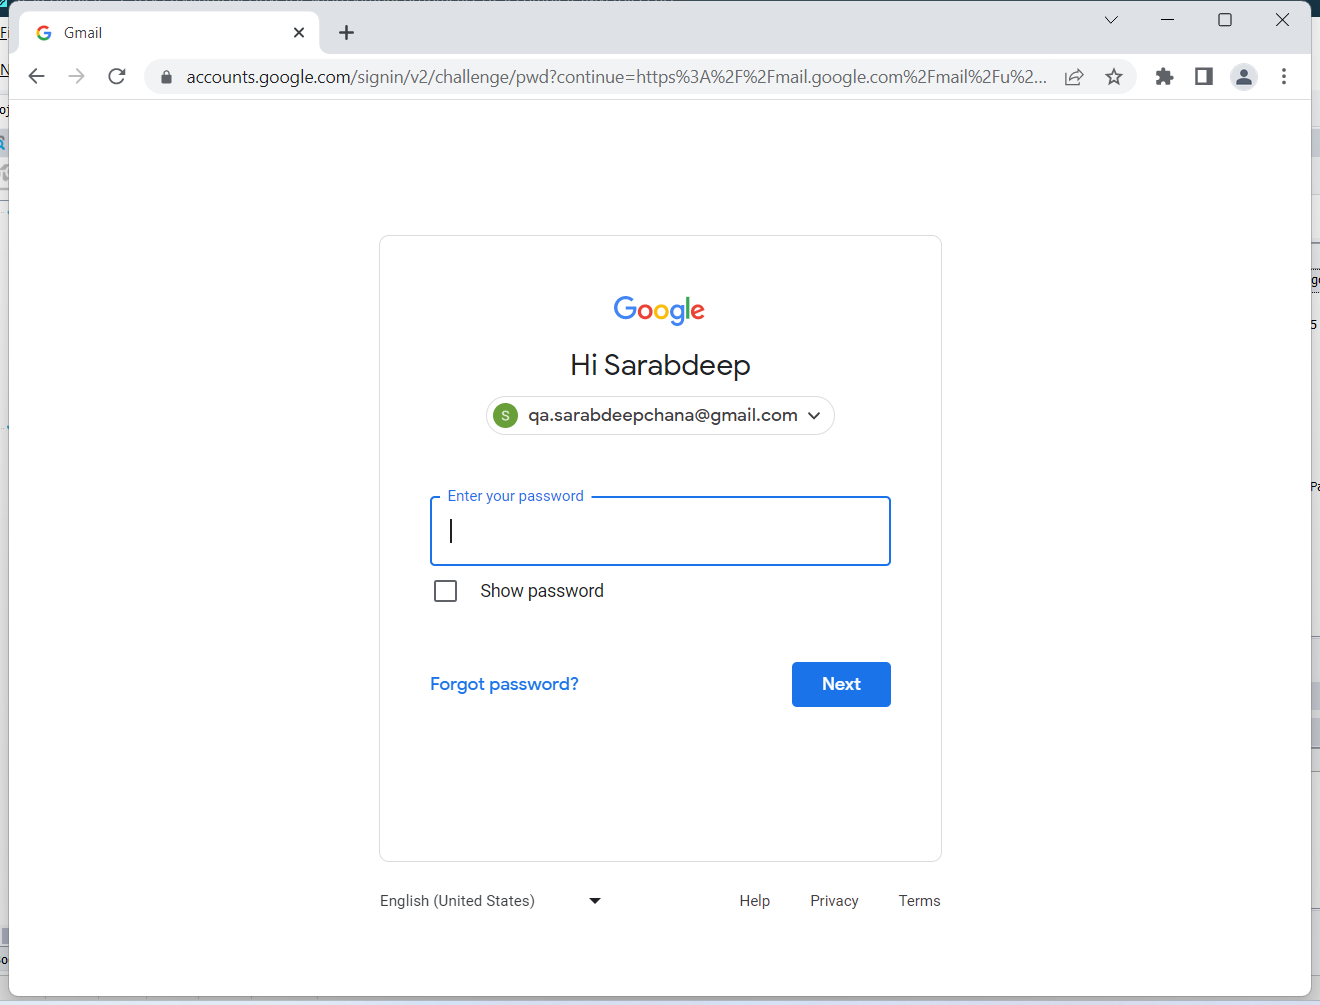 Gmail
accounts.google.com/signin/v2/challenge/pwd?continue=https%3A%2F%2Fmail.google.com%2Fmail%2Fu%2...
Google
Hi Sarabdeep
S qa.sarabdeepchana@gmail.com
Enter your password
Show password
Forgot password? Next
English (United States) Help Privacy Terms